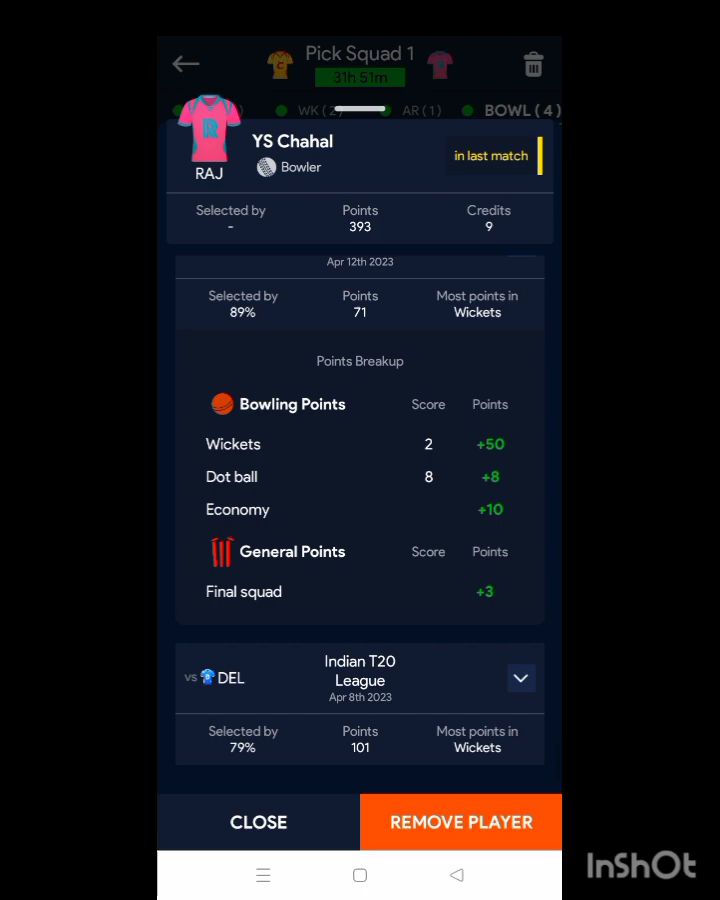 Pick Squad 1
31h 51m
WK (2)
AR (1)
BOWL ( 4 )
RAJ
YS Chahal
Bowler
in last match
Selected by Points Credits
- 393 9
Apr 12th 2023
Selected by Points Most points in
89% 71 Wickets
Points Breakup
Bowling Points Score Points
Wickets 2 +50
Dot ball 8 +8
Economy +10
General Points Score Points
Final squad +3
vs DEL
Indian T20
League
Apr 8th 2023
Selected by Points Most points in
79% 101 Wickets
CLOSE REMOVE PLAYER
InShOt